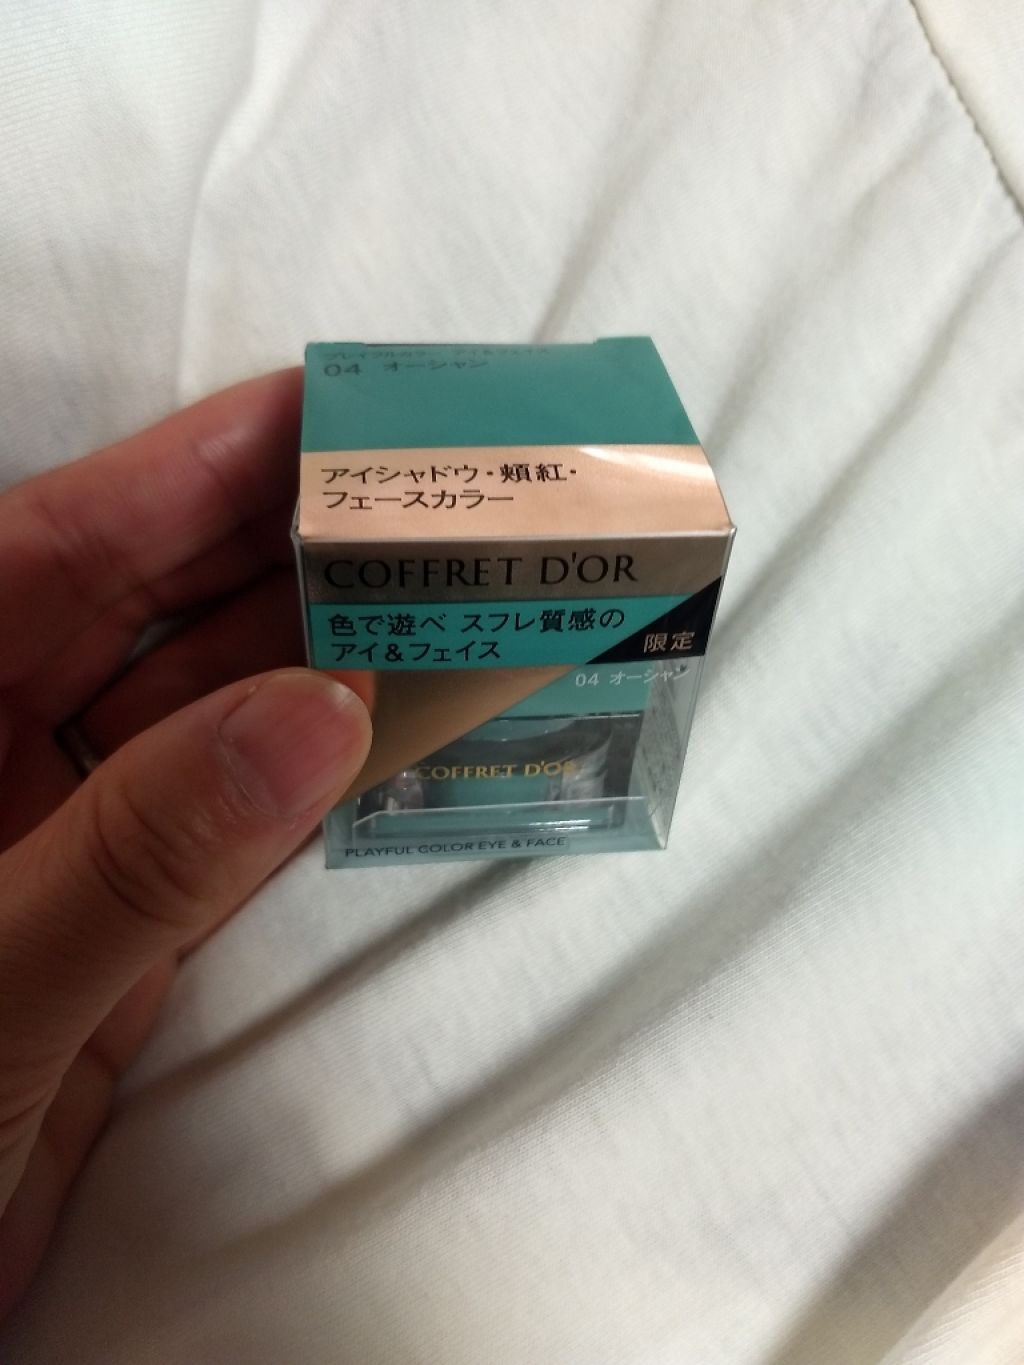 プレイフルカラー アイ&フェイス
04 オーシャン
アイシャドウ・頬紅・
フェースカラー
COFFRET D'OR
色で遊べ スフレ質感の
アイ&フェイス
限定
04 オーシャン
COFFRET D'OR
PLAYFUL COLOR EYE & FACE